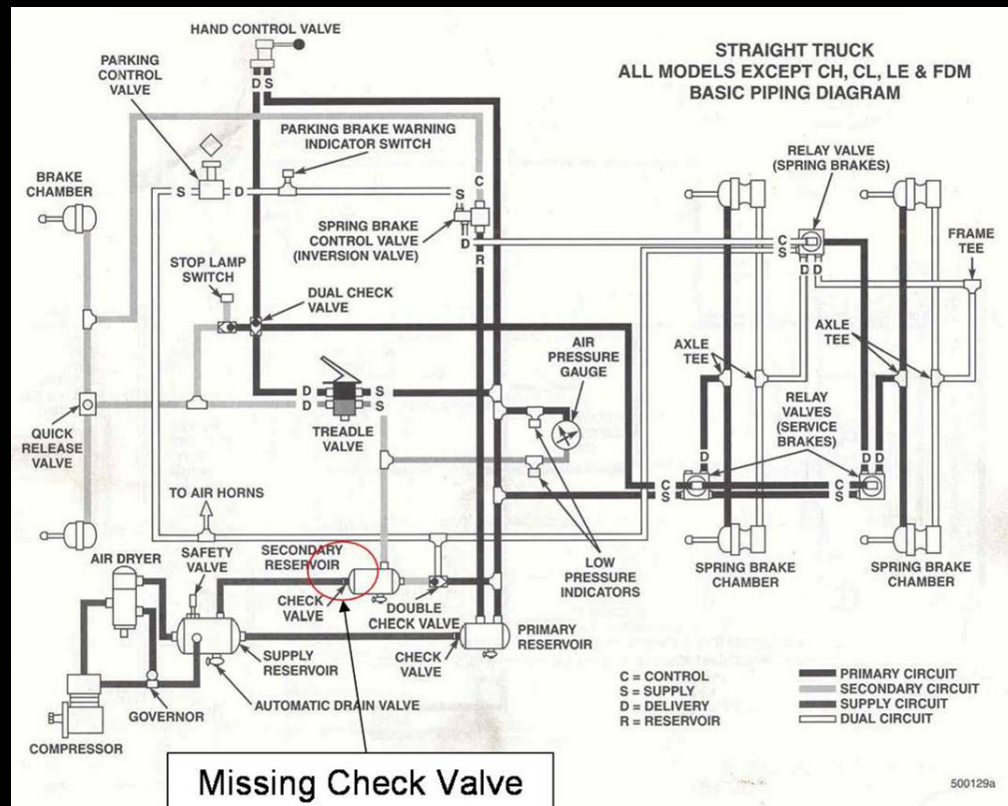 HAND CONTROL VALVE
STRAIGHT TRUCK
ALL MODELS EXCEPT CH, CL, LE & FDM
BASIC PIPING DIAGRAM
PARKING
CONTROL
VALVE
D S
PARKING BRAKE WARNING
INDICATOR SWITCH
RELAY VALVE
(SPRING BRAKES)
BRAKE
CHAMBER
S D
S
C
SPRING BRAKE
CONTROL VALVE
(INVERSION VALVE)
D
R
C
S
D D
FRAME
TEE
STOP LAMP
SWITCH
DUAL CHECK
VALVE
AIR
PRESSURE
GAUGE
AXLE
TEE
AXLE
TEE
D S
D S
TREADLE
VALVE
QUICK
RELEASE
VALVE
RELAY
VALVES
(SERVICE
BRAKES)
D
D D
C
S
C
S
TO AIR HORNS
AIR DRYER
SAFETY
VALVE
SECONDARY
RESERVOIR
CHECK
VALVE
DOUBLE
CHECK VALVE
LOW
PRESSURE
INDICATORS
SPRING BRAKE
CHAMBER
SPRING BRAKE
CHAMBER
PRIMARY
RESERVOIR
CHECK
VALVE
SUPPLY
RESERVOIR
AUTOMATIC DRAIN VALVE
GOVERNOR
COMPRESSOR
C = CONTROL
S = SUPPLY
D = DELIVERY
R = RESERVOIR
PRIMARY CIRCUIT
SECONDARY CIRCUIT
SUPPLY CIRCUIT
DUAL CIRCUIT
Missing Check Valve
500129a